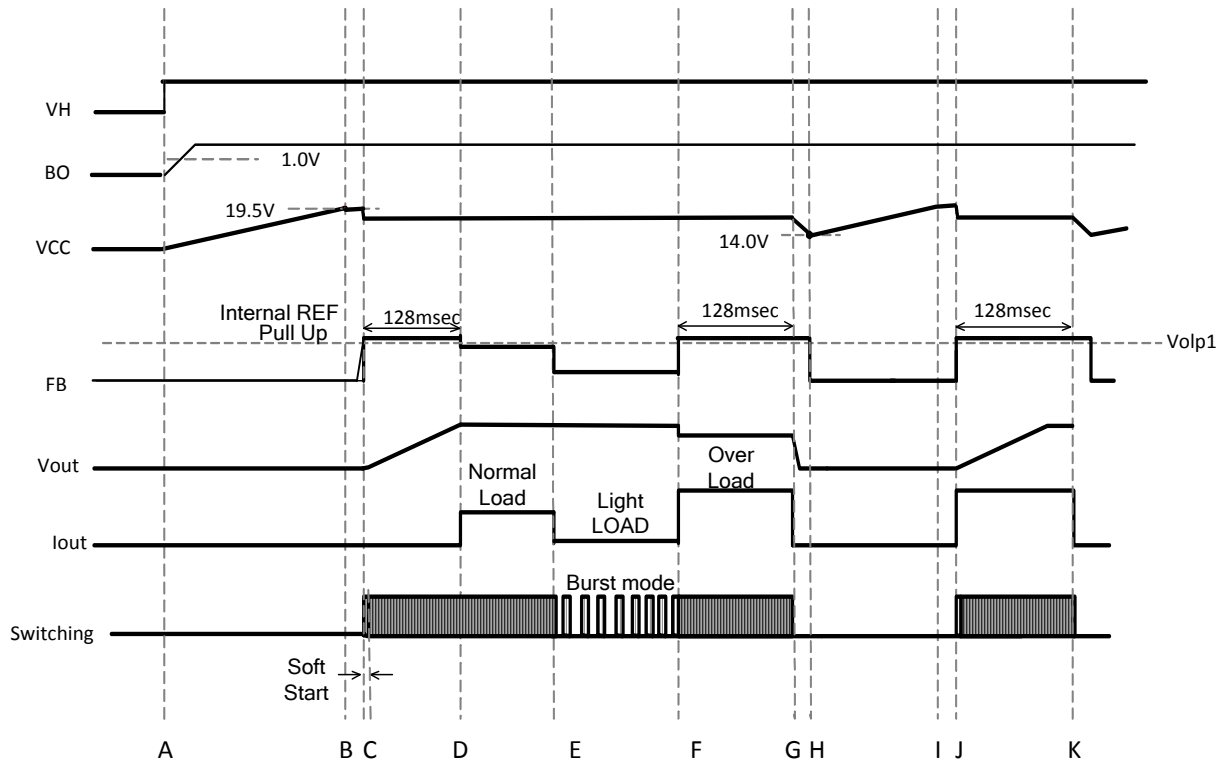 VH
BO
1.0V
19.5V
VCC
14.0V
Internal REF
Pull Up
128msec
128msec
128msec
Volp1
FB
Vout
Normal
Load
Light
LOAD
Over
Load
Iout
Burst mode
Switching
Soft
Start
A B C D E F G H I J K